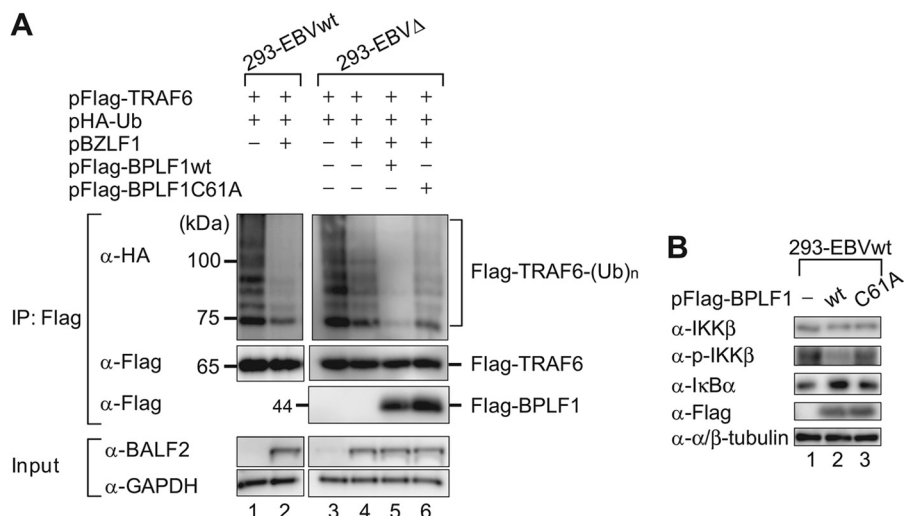 A
293-EBVwt 293-EBVΔ
pFlag-TRAF6 + + + + + +
pHA-Ub + + + + + +
pBZLF1 − + − + + +
pFlag-BPLF1wt − − +
pFlag-BPLF1C61A − − − +
(kDa)
α-HA 100 Flag-TRAF6-(Ub)n
75
IP: Flag
α-Flag 65 Flag-TRAF6
α-Flag 44 Flag-BPLF1
Input
α-BALF2
α-GAPDH
1 2 3 4 5 6
B
293-EBVwt
pFlag-BPLF1 − wt C61A
α-IKKβ
α-p-IKKβ
α-IκBα
α-Flag
α-α/β-tubulin
1 2 3